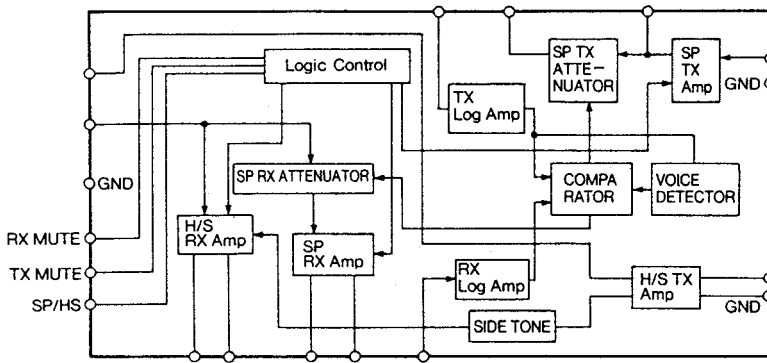 Logic Control
SP TX
ATTE-
NUATOR
SP
TX
Amp
GND
TX
Log Amp
GND
SP RX ATTENUATOR
COMPA
RATOR
VOICE
DETECTOR
RX MUTE
H/S
RX Amp
SP
RX Amp
TX MUTE
RX
Log Amp
H/S TX
Amp
SP/HS
GND
SIDE TONE